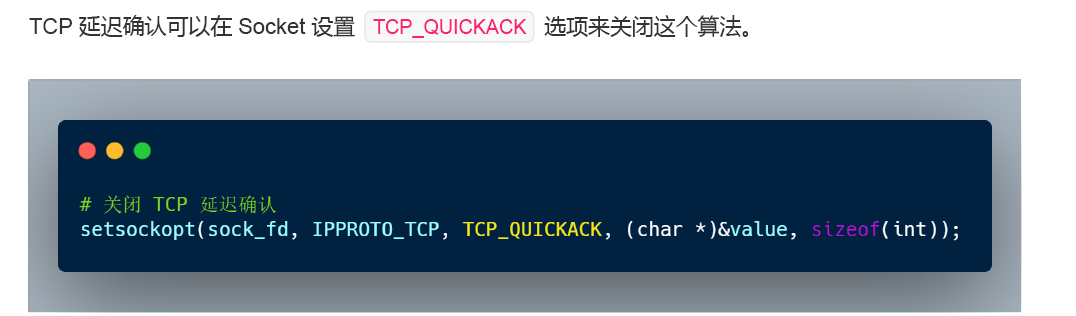 TCP 延迟确认可以在 Socket 设置 TCP_QUICKACK 选项来关闭这个算法。
# 关闭 TCP 延迟确认
setsockopt(sock_fd, IPPROTO_TCP, TCP_QUICKACK, (char *)&value, sizeof(int));